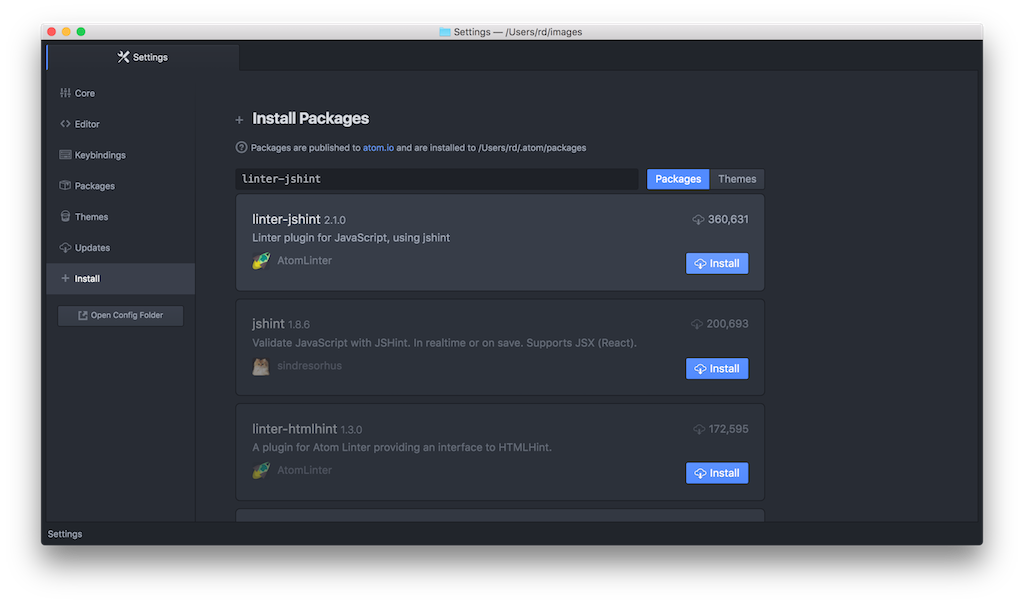 Settings — /Users/rd/images
Settings
Core
Editor
Keybindings
Packages
Themes
Updates
Install
Open Config Folder
Install Packages
Packages are published to atom.io and are installed to /Users/rd/.atom/packages
linter-jshint
Packages Themes
linter-jshint 2.1.0 360,631
Linter plugin for JavaScript, using jshint
AtomLinter
Install
jshint 1.8.6 200,693
Validate JavaScript with JSHint. In realtime or on save. Supports JSX (React).
sindresorhus
Install
linter-htmlhint 1.3.0 172,595
A plugin for Atom Linter providing an interface to HTMLHint.
AtomLinter
Install
Settings